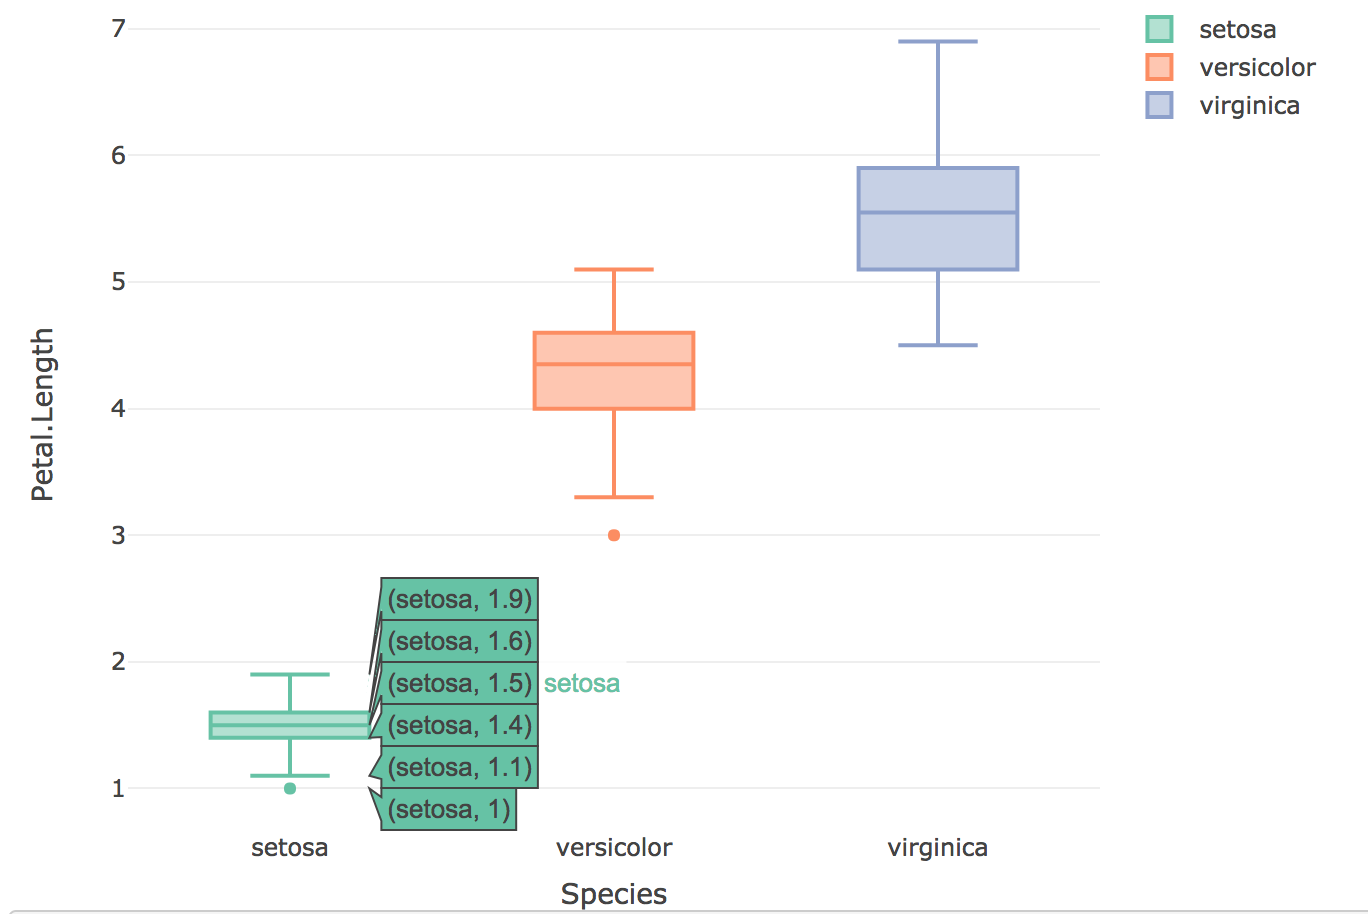 7
6
5
4
3
2
1
Petal.Length
(setosa, 1.9)
(setosa, 1.6)
(setosa, 1.5) setosa
(setosa, 1.4)
(setosa, 1.1)
(setosa, 1)
setosa
versicolor
virginica
Species
setosa
versicolor
virginica